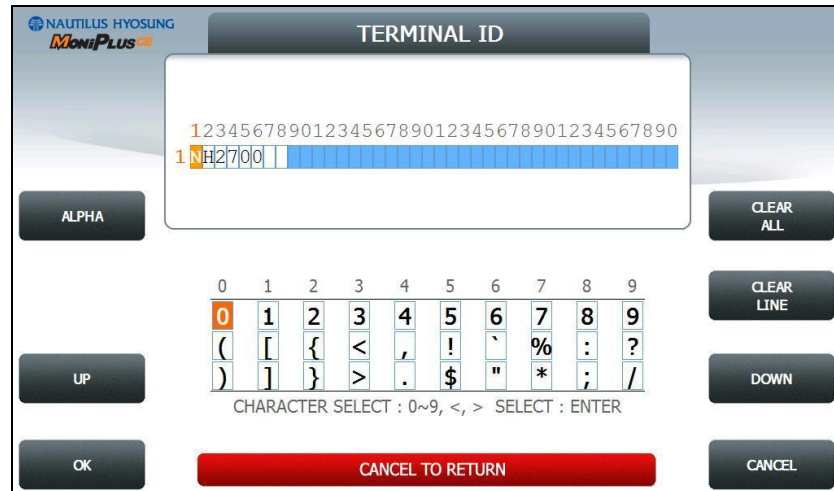 NAUTILUS HYOSUNG
MoniPlusCE
TERMINAL ID
1234567890123456789012345678901234567890
1 NH2700
ALPHA
CLEAR
ALL
0 1 2 3 4 5 6 7 8 9
CLEAR
LINE
0 1 2 3 4 5 6 7 8 9
( [ { < , ! ` % : ?
) ] } > . $ " * ; /
UP
DOWN
CHARACTER SELECT : 0~9, <, > SELECT : ENTER
OK
CANCEL TO RETURN
CANCEL